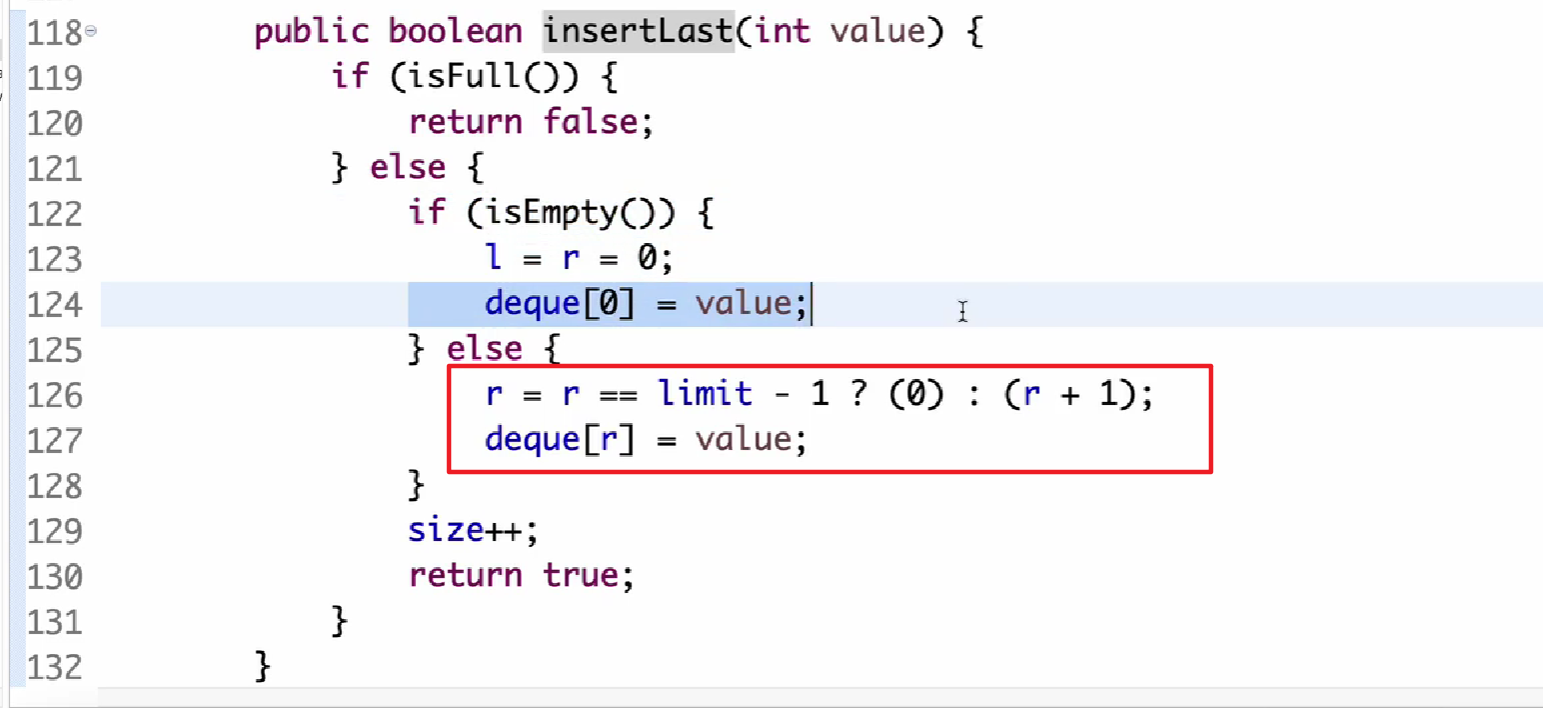 118 public boolean insertLast(int value) {
119 if (isFull()) {
120 return false;
121 } else {
122 if (isEmpty()) {
123 l = r = 0;
124 deque[0] = value;
125 } else {
126 r = r == limit - 1 ? (0) : (r + 1);
127 deque[r] = value;
128 }
129 size++;
130 return true;
131 }
132 }